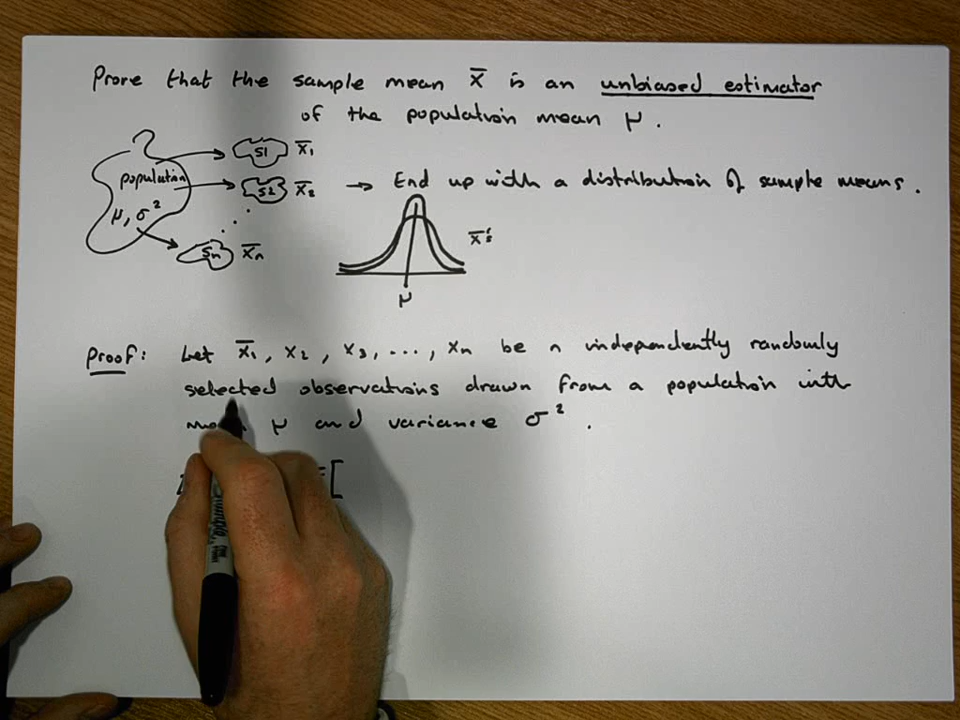 Prove that the sample mean X̄ is an unbiased estimator
of the population mean μ.
population
μ, σ²
S1 X̄₁
S2 X̄₂
Sn X̄n
→ End up with a distribution of sample means.
X̄'s
μ
Proof: Let X̄₁, X₂, X₃, ..., Xn be n independently randomly
selected observations drawn from a population with
μ and variance σ².
[